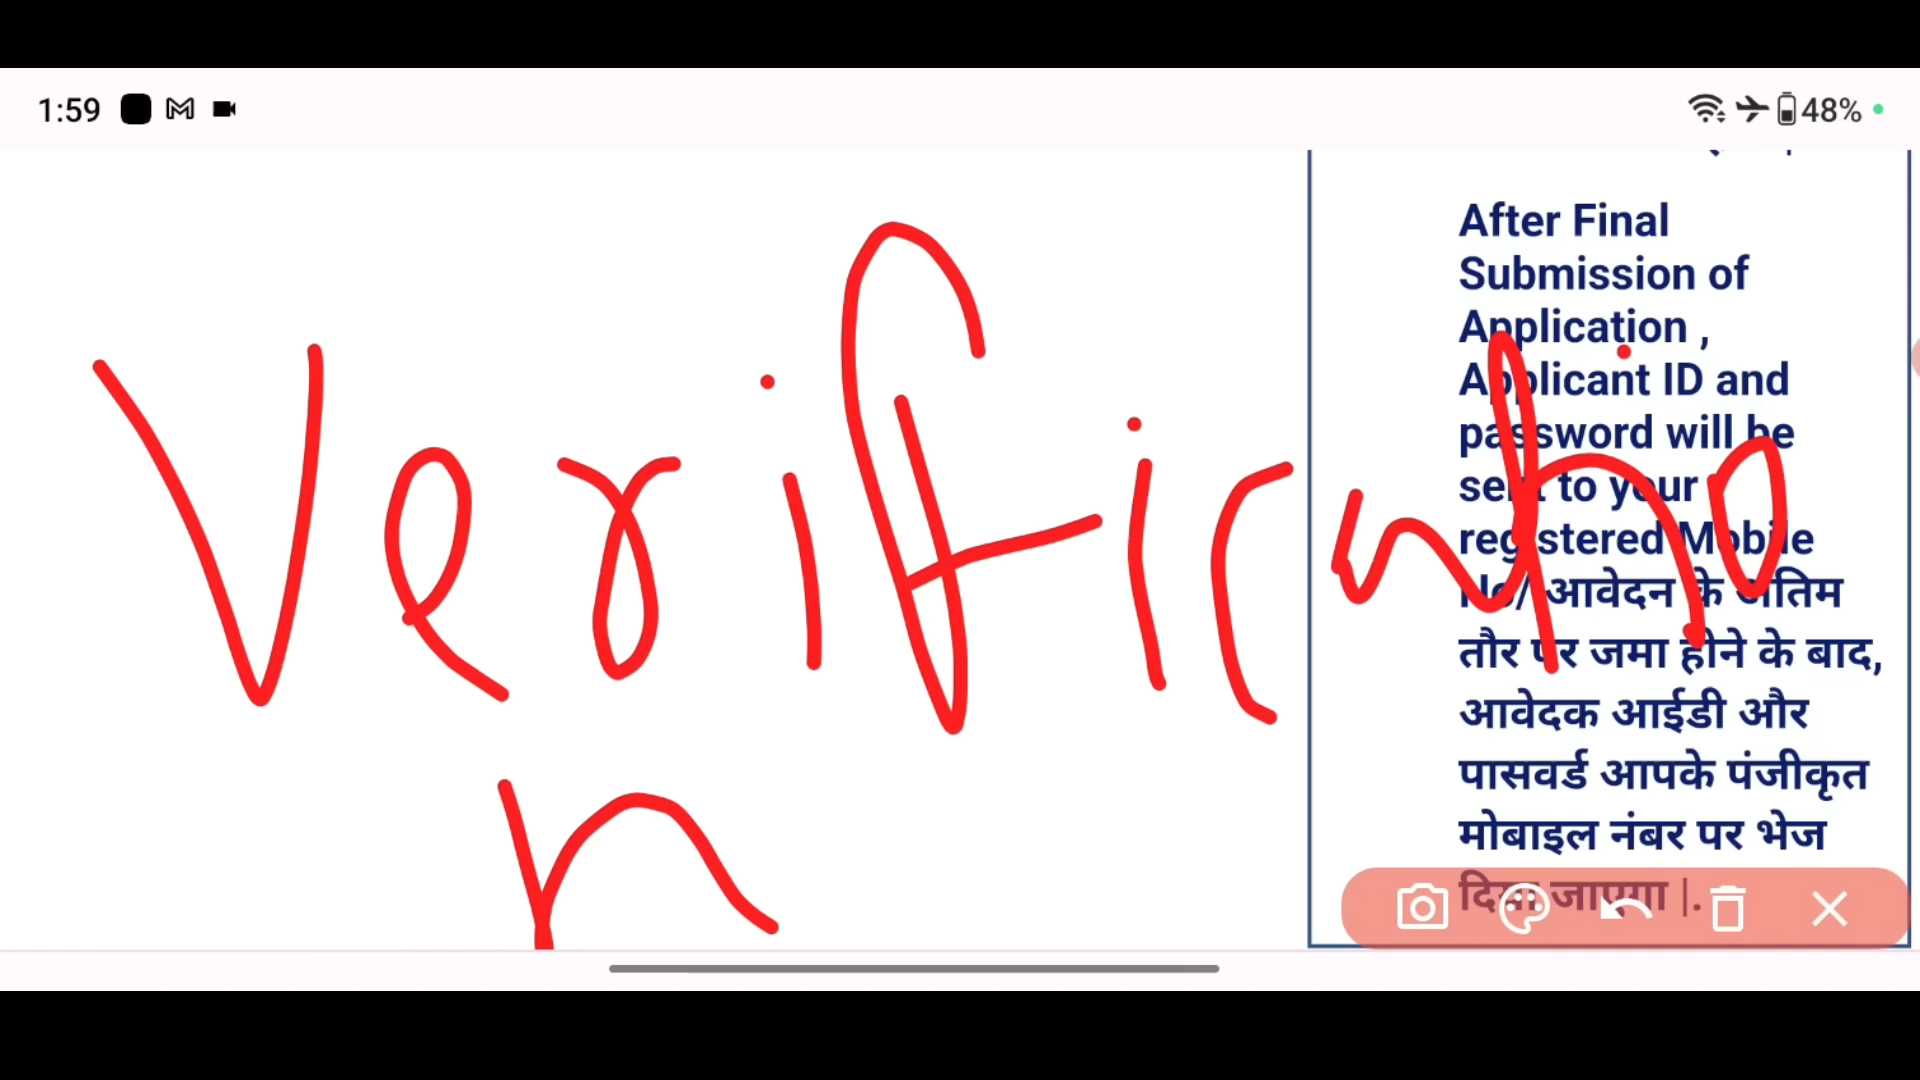 1:59
48%
After Final
Submission of
Application ,
Applicant ID and
password will be
sent to your
registered Mobile
No/ आवेदन के अंतिम
तौर पर जमा होने के बाद,
आवेदक आईडी और
पासवर्ड आपके पंजीकृत
मोबाइल नंबर पर भेज
दिया जाएगा |.
Verificatio
n